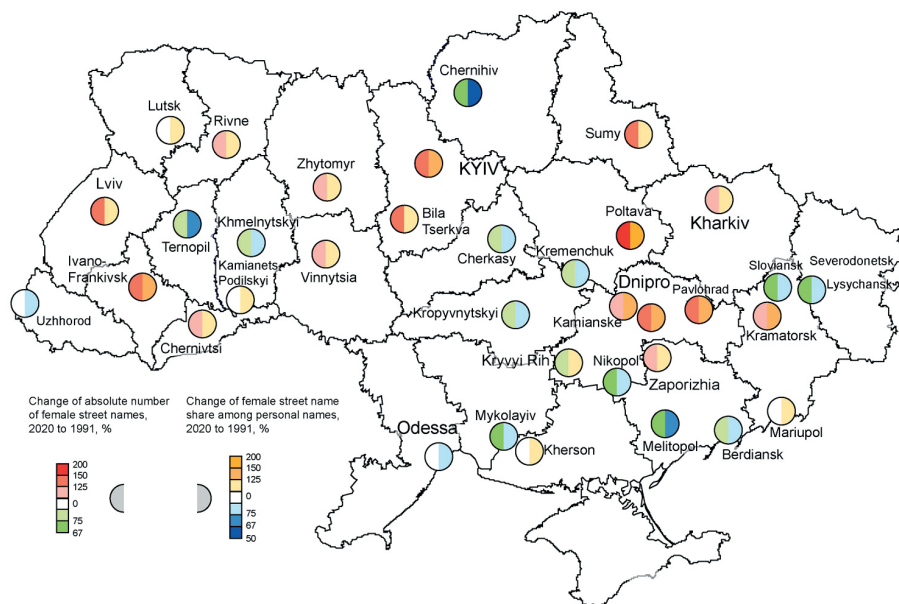 Chernihiv
Lutsk
Rivne
Sumy
Zhytomyr
KYIV
Lviv
Bila
Tserkva
Poltava
Kharkiv
Khmelnytskyi
Ternopil
Cherkasy
Kremenchuk
Ivano-
Frankivsk
Kamianets
Podilskyi
Vinnytsia
Sloviansk
Severodonetsk
Lysychansk
Dnipro
Pavlohrad
Uzhhorod
Kropyvnytskyi
Kamianske
Kramatorsk
Chernivtsi
Kryvyi Rih
Nikopol
Zaporizhia
Mykolayiv
Odessa
Kherson
Melitopol
Berdiansk
Mariupol
Change of absolute number
of female street names,
2020 to 1991, %
200
150
125
0
75
67
Change of female street name
share among personal names,
2020 to 1991, %
200
150
125
0
75
67
50